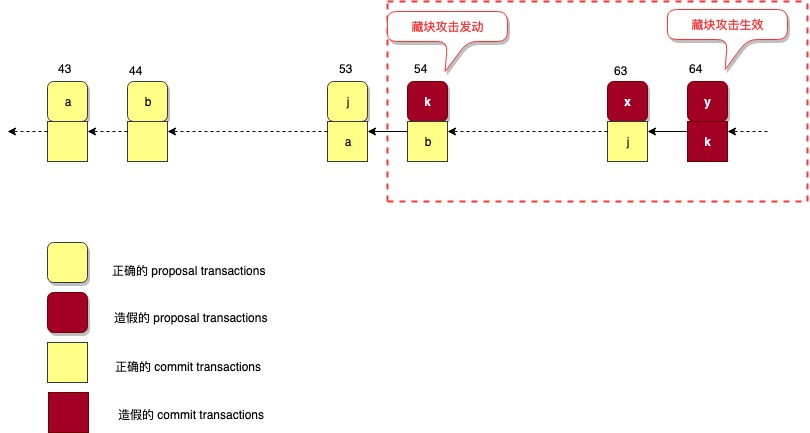 藏块攻击发动
藏块攻击生效
43
44
53
54
63
64
a
b
j
k
x
y
a
b
j
k
正确的 proposal transactions
造假的 proposal transactions
正确的 commit transactions
造假的 commit transactions